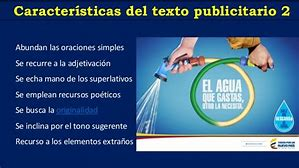 Características del texto publicitario 2
Abundan las oraciones simples
Se recurre a la adjetivación
Se echa mano de los superlativos
Se emplean recursos poéticos
Se busca la originalidad
Se inclina por el tono sugerente
Recurso a los elementos extraños
EL AGUA
QUE GASTAS,
OTRO LA NECESITA.